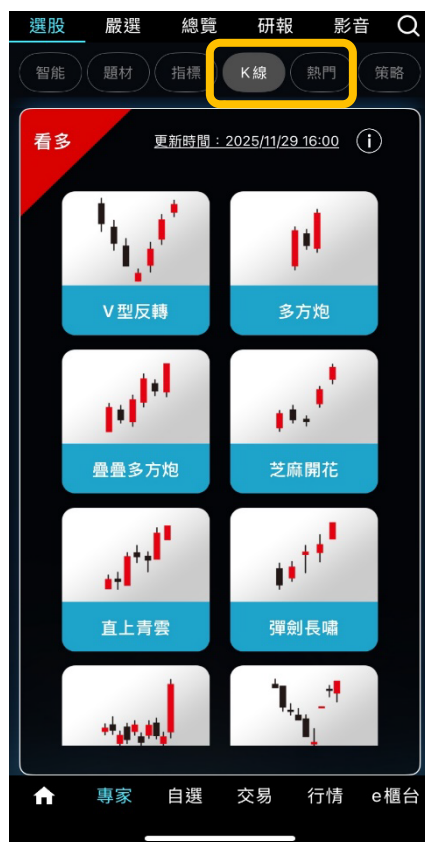 選股 嚴選 總覽 研報 影音
智能 題材 指標 K線 熱門 策略
看多 更新時間：2025/11/29 16:00
V型反轉 多方炮
疊疊多方炮 芝麻開花
直上青雲 彈劍長嘯
專家 自選 交易 行情 e櫃台